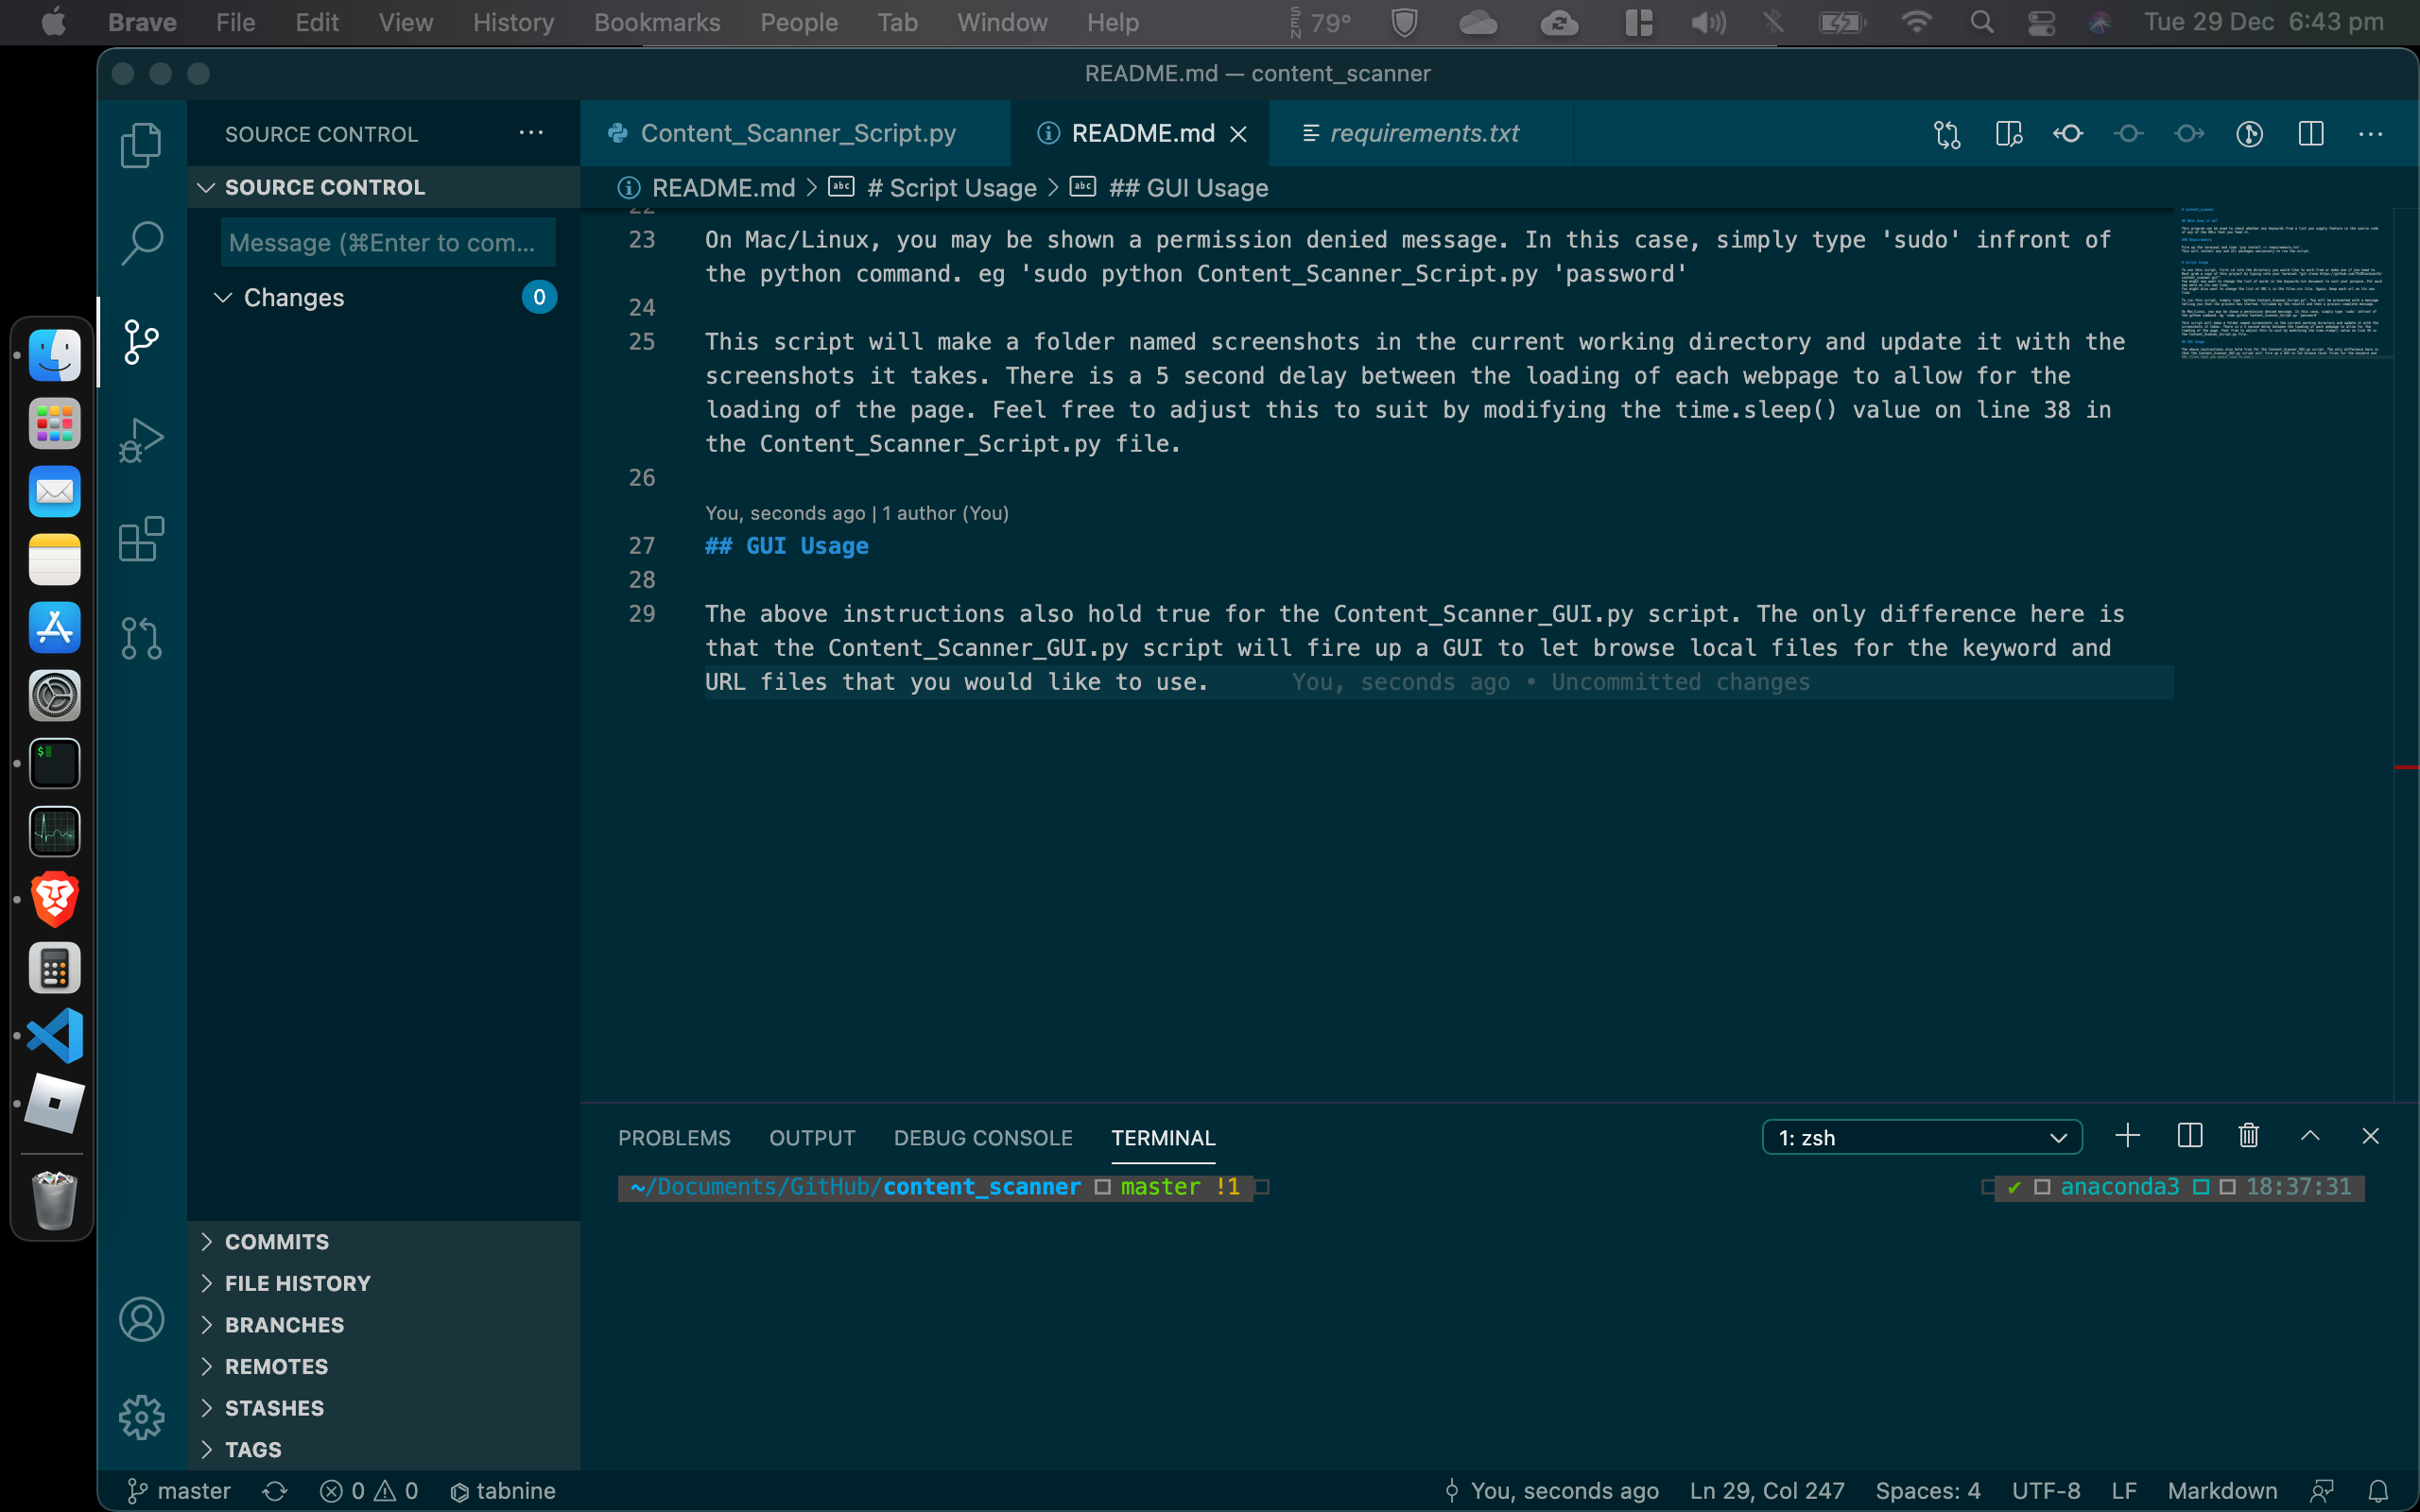 Brave File Edit View History Bookmarks People Tab Window Help SEN 79° Tue 29 Dec 6:43 pm
README.md — content_scanner
SOURCE CONTROL ···
Content_Scanner_Script.py README.md requirements.txt
SOURCE CONTROL
README.md > # Script Usage > ## GUI Usage
Message (⌘Enter to com...
Changes 0
22
23 On Mac/Linux, you may be shown a permission denied message. In this case, simply type 'sudo' infront of
the python command. eg 'sudo python Content_Scanner_Script.py 'password'
24
25 This script will make a folder named screenshots in the current working directory and update it with the
screenshots it takes. There is a 5 second delay between the loading of each webpage to allow for the
loading of the page. Feel free to adjust this to suit by modifying the time.sleep() value on line 38 in
the Content_Scanner_Script.py file.
26
You, seconds ago | 1 author (You)
27 ## GUI Usage
28
29 The above instructions also hold true for the Content_Scanner_GUI.py script. The only difference here is
that the Content_Scanner_GUI.py script will fire up a GUI to let browse local files for the keyword and
URL files that you would like to use. You, seconds ago • Uncommitted changes
PROBLEMS OUTPUT DEBUG CONSOLE TERMINAL 1: zsh
~/Documents/GitHub/content_scanner master !1 ✔ anaconda3 18:37:31
COMMITS
FILE HISTORY
BRANCHES
REMOTES
STASHES
TAGS
master 0 0 tabnine You, seconds ago Ln 29, Col 247 Spaces: 4 UTF-8 LF Markdown